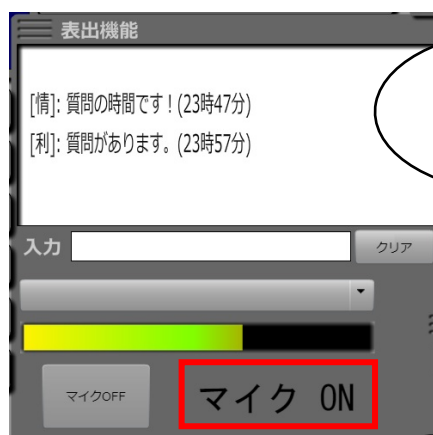 表出機能
[情]: 質問の時間です！(23時47分)
[利]: 質問があります。(23時57分)
入力
クリア
マイクOFF
マイク ON